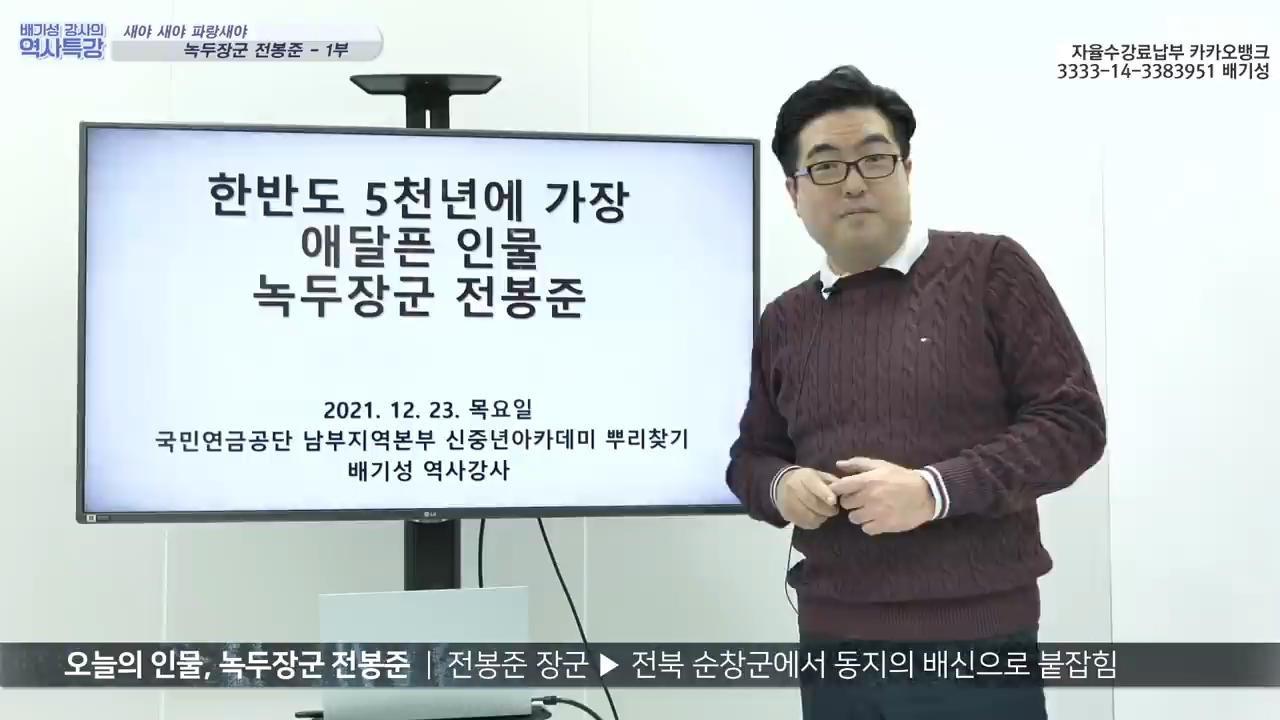 배기성 강사의
역사특강
새야 새야 파랑새야
녹두장군 전봉준 - 1부
자율수강료납부 카카오뱅크
3333-14-3383951 배기성
한반도 5천년에 가장
애달픈 인물
녹두장군 전봉준
2021. 12. 23. 목요일
국민연금공단 남부지역본부 신중년아카데미 뿌리찾기
배기성 역사강사
LG
오늘의 인물, 녹두장군 전봉준 | 전봉준 장군 ▶ 전북 순창군에서 동지의 배신으로 붙잡힘